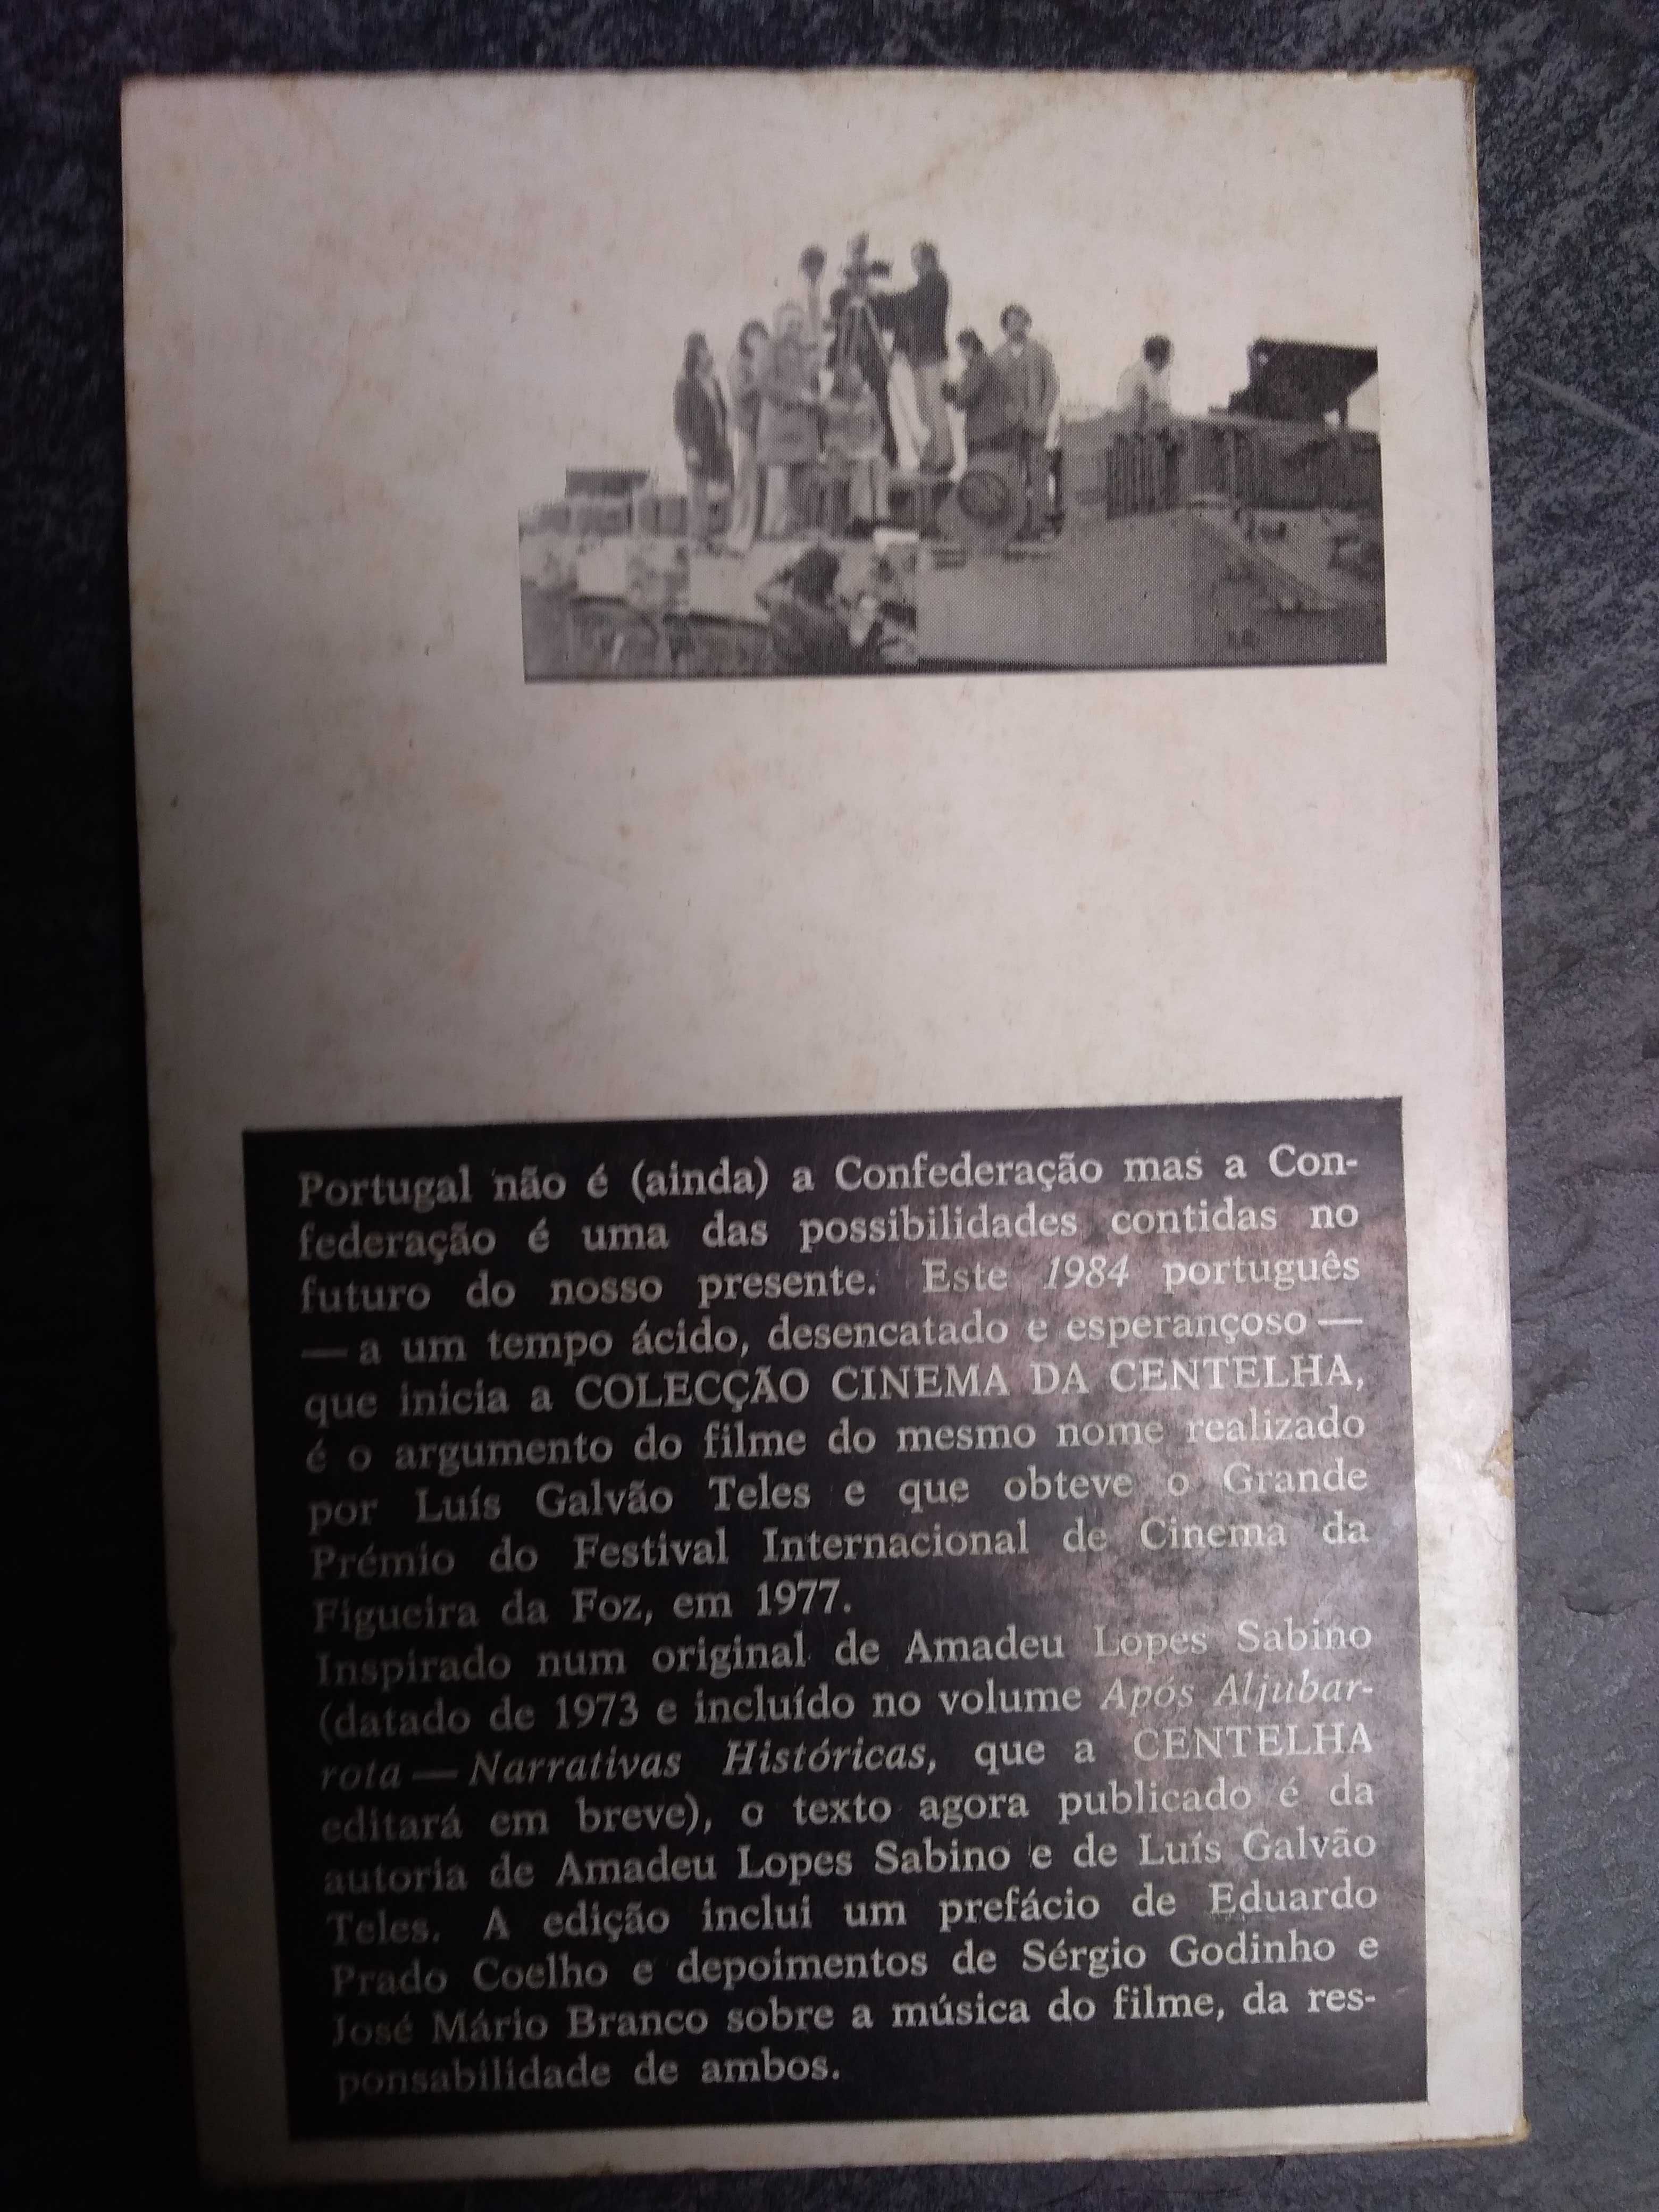 Portugal não é (ainda) a Confederação mas a Con-
federação é uma das possibilidades contidas no
futuro do nosso presente. Este 1984 português
— a um tempo ácido, desencatado e esperançoso —
que inicia a COLECÇÃO CINEMA DA CENTELHA,
é o argumento do filme do mesmo nome realizado
por Luís Galvão Teles e que obteve o Grande
Prémio do Festival Internacional de Cinema da
Figueira da Foz, em 1977.
Inspirado num original de Amadeu Lopes Sabino
(datado de 1973 e incluído no volume Após Aljubar-
rota — Narrativas Históricas, que a CENTELHA
editará em breve), o texto agora publicado é da
autoria de Amadeu Lopes Sabino e de Luís Galvão
Teles. A edição inclui um prefácio de Eduardo
Prado Coelho e depoimentos de Sérgio Godinho e
José Mário Branco sobre a música do filme, da res-
ponsabilidade de ambos.